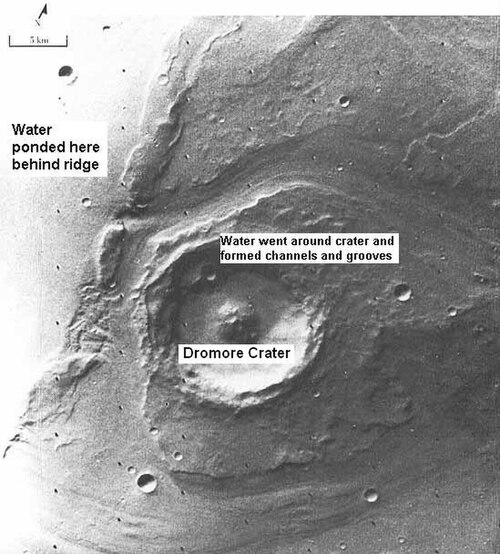 N
5 km
Water
ponded here
behind ridge
Water went around crater and
formed channels and grooves
Dromore Crater